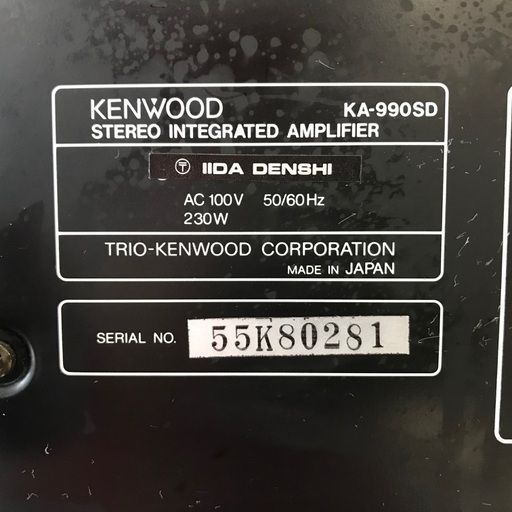 KENWOOD KA-990SD
STEREO INTEGRATED AMPLIFIER
〒 IIDA DENSHI
AC 100V 50/60Hz
230W
TRIO-KENWOOD CORPORATION
MADE IN JAPAN
SERIAL NO. 55K80281